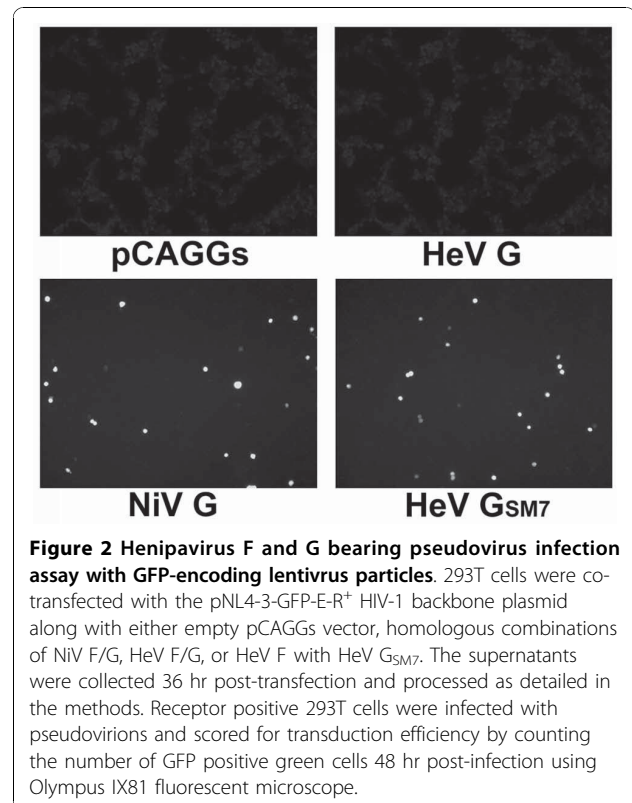 pCAGGs HeV G
NiV G HeV GSM7
Figure 2 Henipavirus F and G bearing pseudovirus infection
assay with GFP-encoding lentivrus particles. 293T cells were co-
transfected with the pNL4-3-GFP-E-R⁺ HIV-1 backbone plasmid
along with either empty pCAGGs vector, homologous combinations
of NiV F/G, HeV F/G, or HeV F with HeV GSM7. The supernatants
were collected 36 hr post-transfection and processed as detailed in
the methods. Receptor positive 293T cells were infected with
pseudovirions and scored for transduction efficiency by counting
the number of GFP positive green cells 48 hr post-infection using
Olympus IX81 fluorescent microscope.